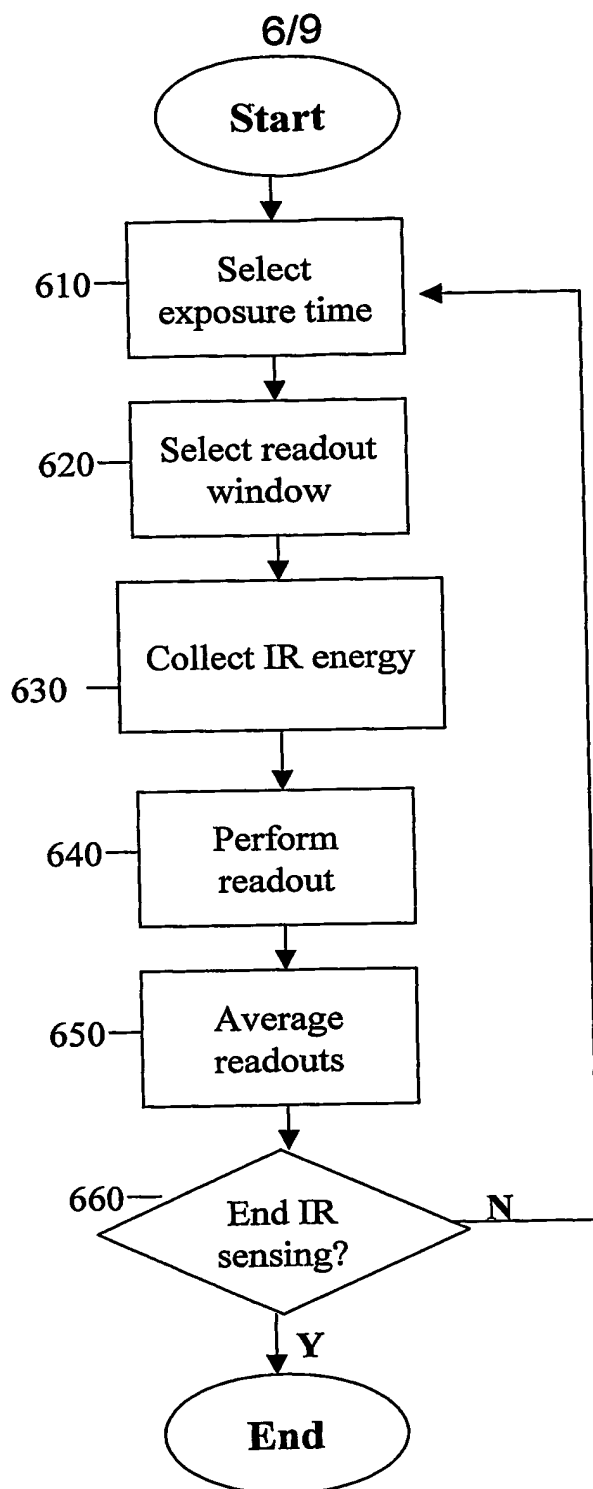 6/9
Start
610
Select
exposure time
620
Select readout
window
630
Collect IR energy
640
Perform
readout
650
Average
readouts
660
End IR
sensing?
N
Y
End